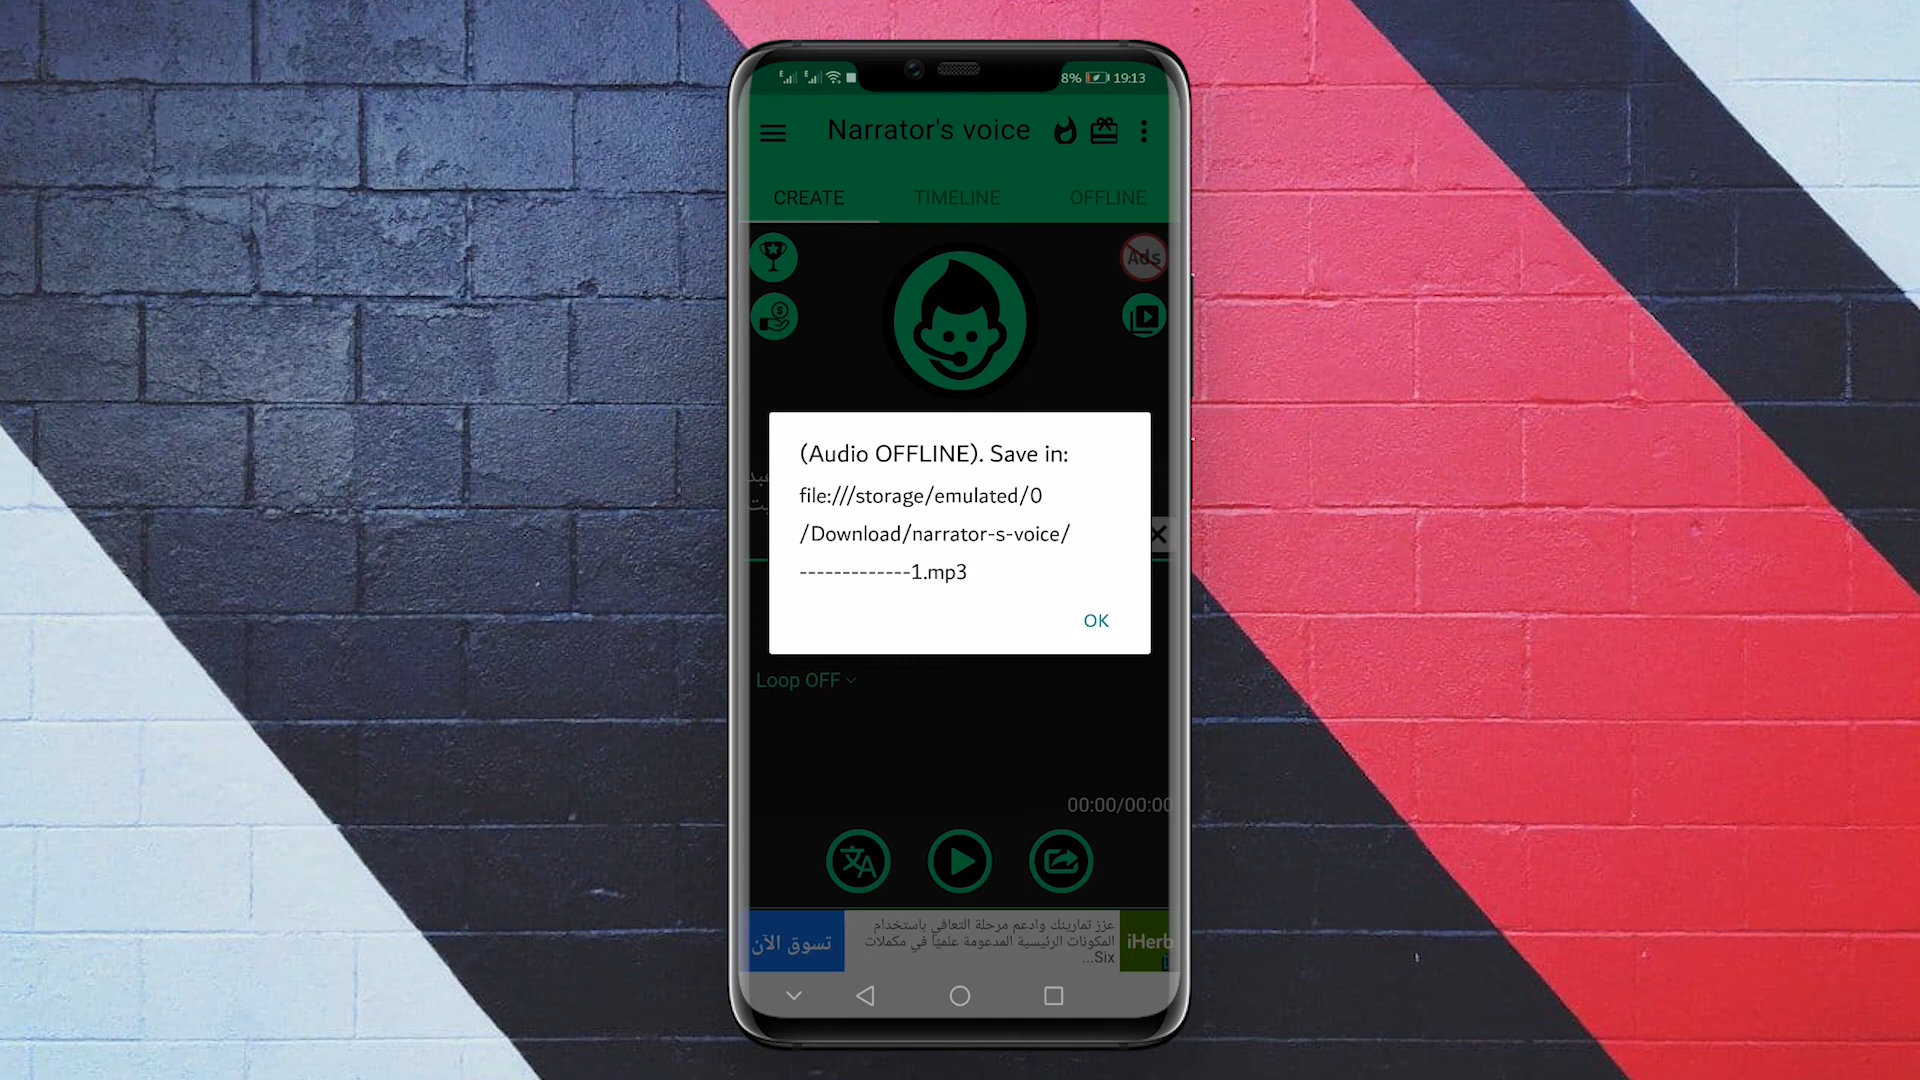 8% 19:13
Narrator's voice
CREATE TIMELINE OFFLINE
Ads
(Audio OFFLINE). Save in:
file:///storage/emulated/0
/Download/narrator-s-voice/
-------------1.mp3
OK
Loop OFF
00:00/00:00
عزز تمارينك وادعم مرحلة التعافي باستخدام
المكونات الرئيسية المدعومة علميًا في مكملات
Six...
تسوق الآن
iHerb